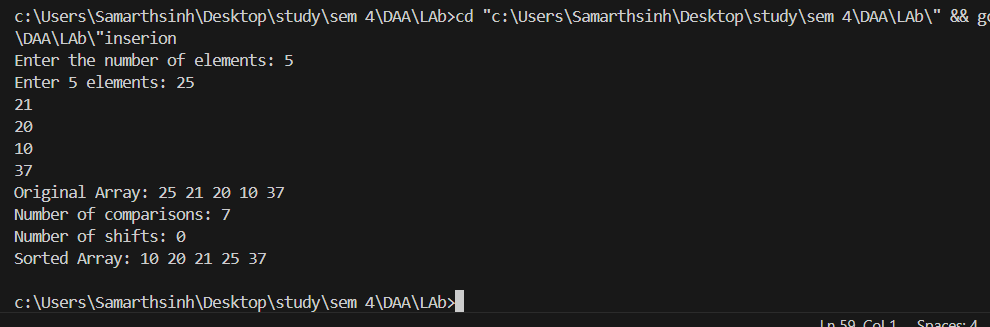 c:\Users\Samarthsinh\Desktop\study\sem 4\DAA\LAb>cd "c:\Users\Samarthsinh\Desktop\study\sem 4\DAA\LAb\" && 
\DAA\LAb\"inserion
Enter the number of elements: 5
Enter 5 elements: 25
21
20
10
37
Original Array: 25 21 20 10 37
Number of comparisons: 7
Number of shifts: 0
Sorted Array: 10 20 21 25 37
c:\Users\Samarthsinh\Desktop\study\sem 4\DAA\LAb>
Ln 59, Col 1 Spaces: 4